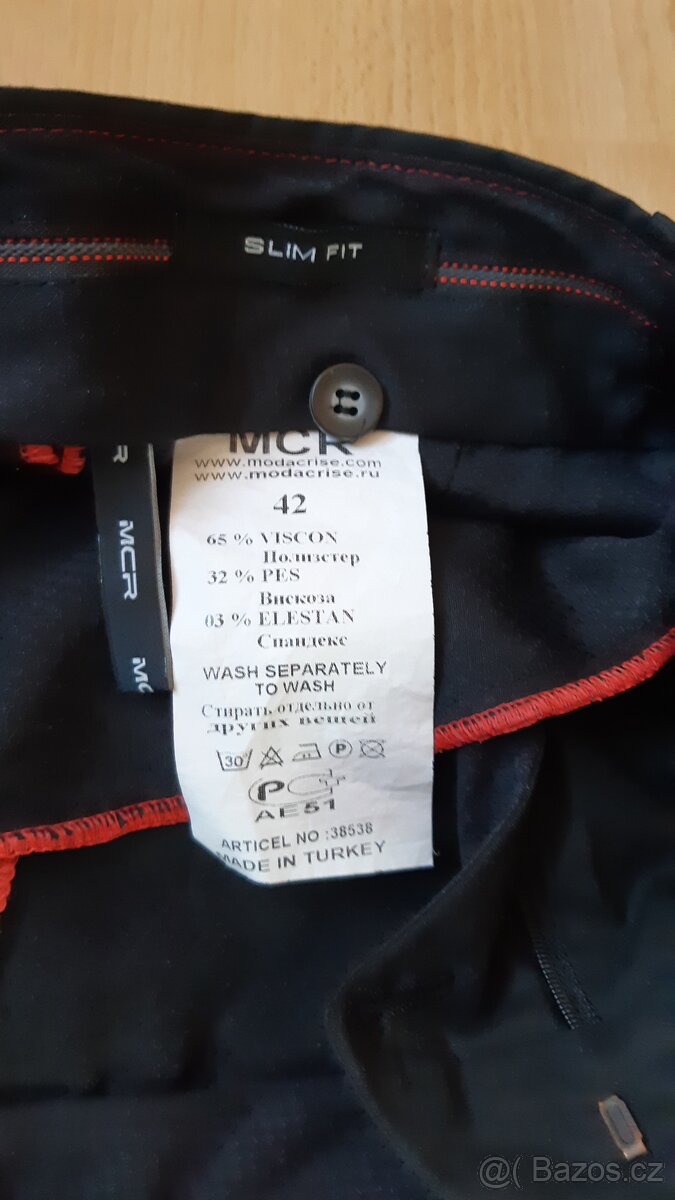 SLIM FIT
MCR
www.modacrise.com
www.modacrise.ru
42
65 % VISCON
Полиэстер
32 % PES
Вискоза
03 % ELESTAN
Спандекс
WASH SEPARATELY
TO WASH
Стирать отдельно от
других вещей
30°
P
PC
AE51
ARTICEL NO :38538
MADE IN TURKEY
R
MCR
MC
@( Bazos.cz